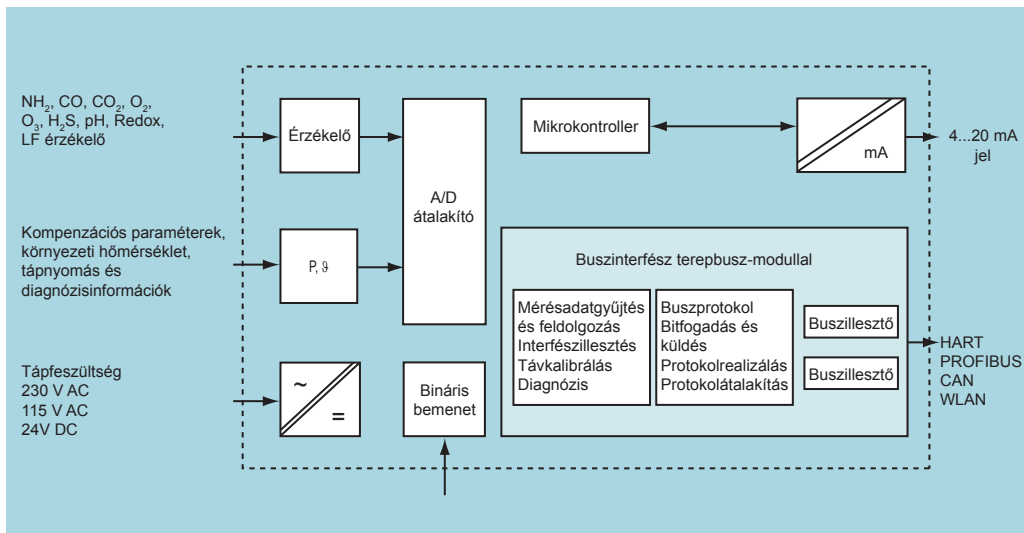 NH₂, CO, CO₂, O₂,
O₃, H₂S, pH, Redox,
LF érzékelő
Érzékelő
A/D
átalakító
Mikrokontroller
mA
4...20 mA
jel
Kompenzációs paraméterek,
környezeti hőmérséklet,
tápnyomás és
diagnózisinformációk
P, ϑ
Buszinterfész terepbusz-modullal
Mérésadatgyűjtés
és feldolgozás
Interfészillesztés
Távkalibrálás
Diagnózis
Buszprotokol
Bitfogadás és
küldés
Protokolrealizálás
Protokolátalakítás
Buszillesztő
Buszillesztő
HART
PROFIBUS
CAN
WLAN
Tápfeszültség
230 V AC
115 V AC
24V DC
~
=
Bináris
bemenet